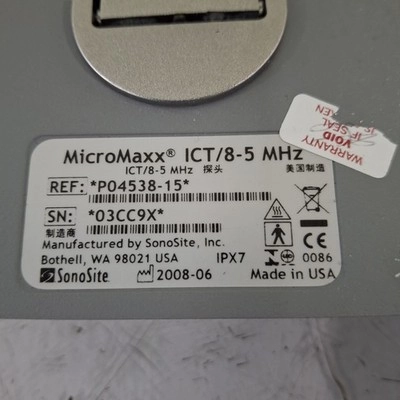 WARRANTY
VOID
IF SEAL
IS
MicroMaxx® ICT/8-5 MHz
ICT/8-5 MHz 探头 美国制造
REF: *P04538-15*
SN: *03CC9X*
制造商
Manufactured by SonoSite, Inc.
Bothell, WA 98021 USA IPX7 0086
SonoSite 2008-06 Made in USA